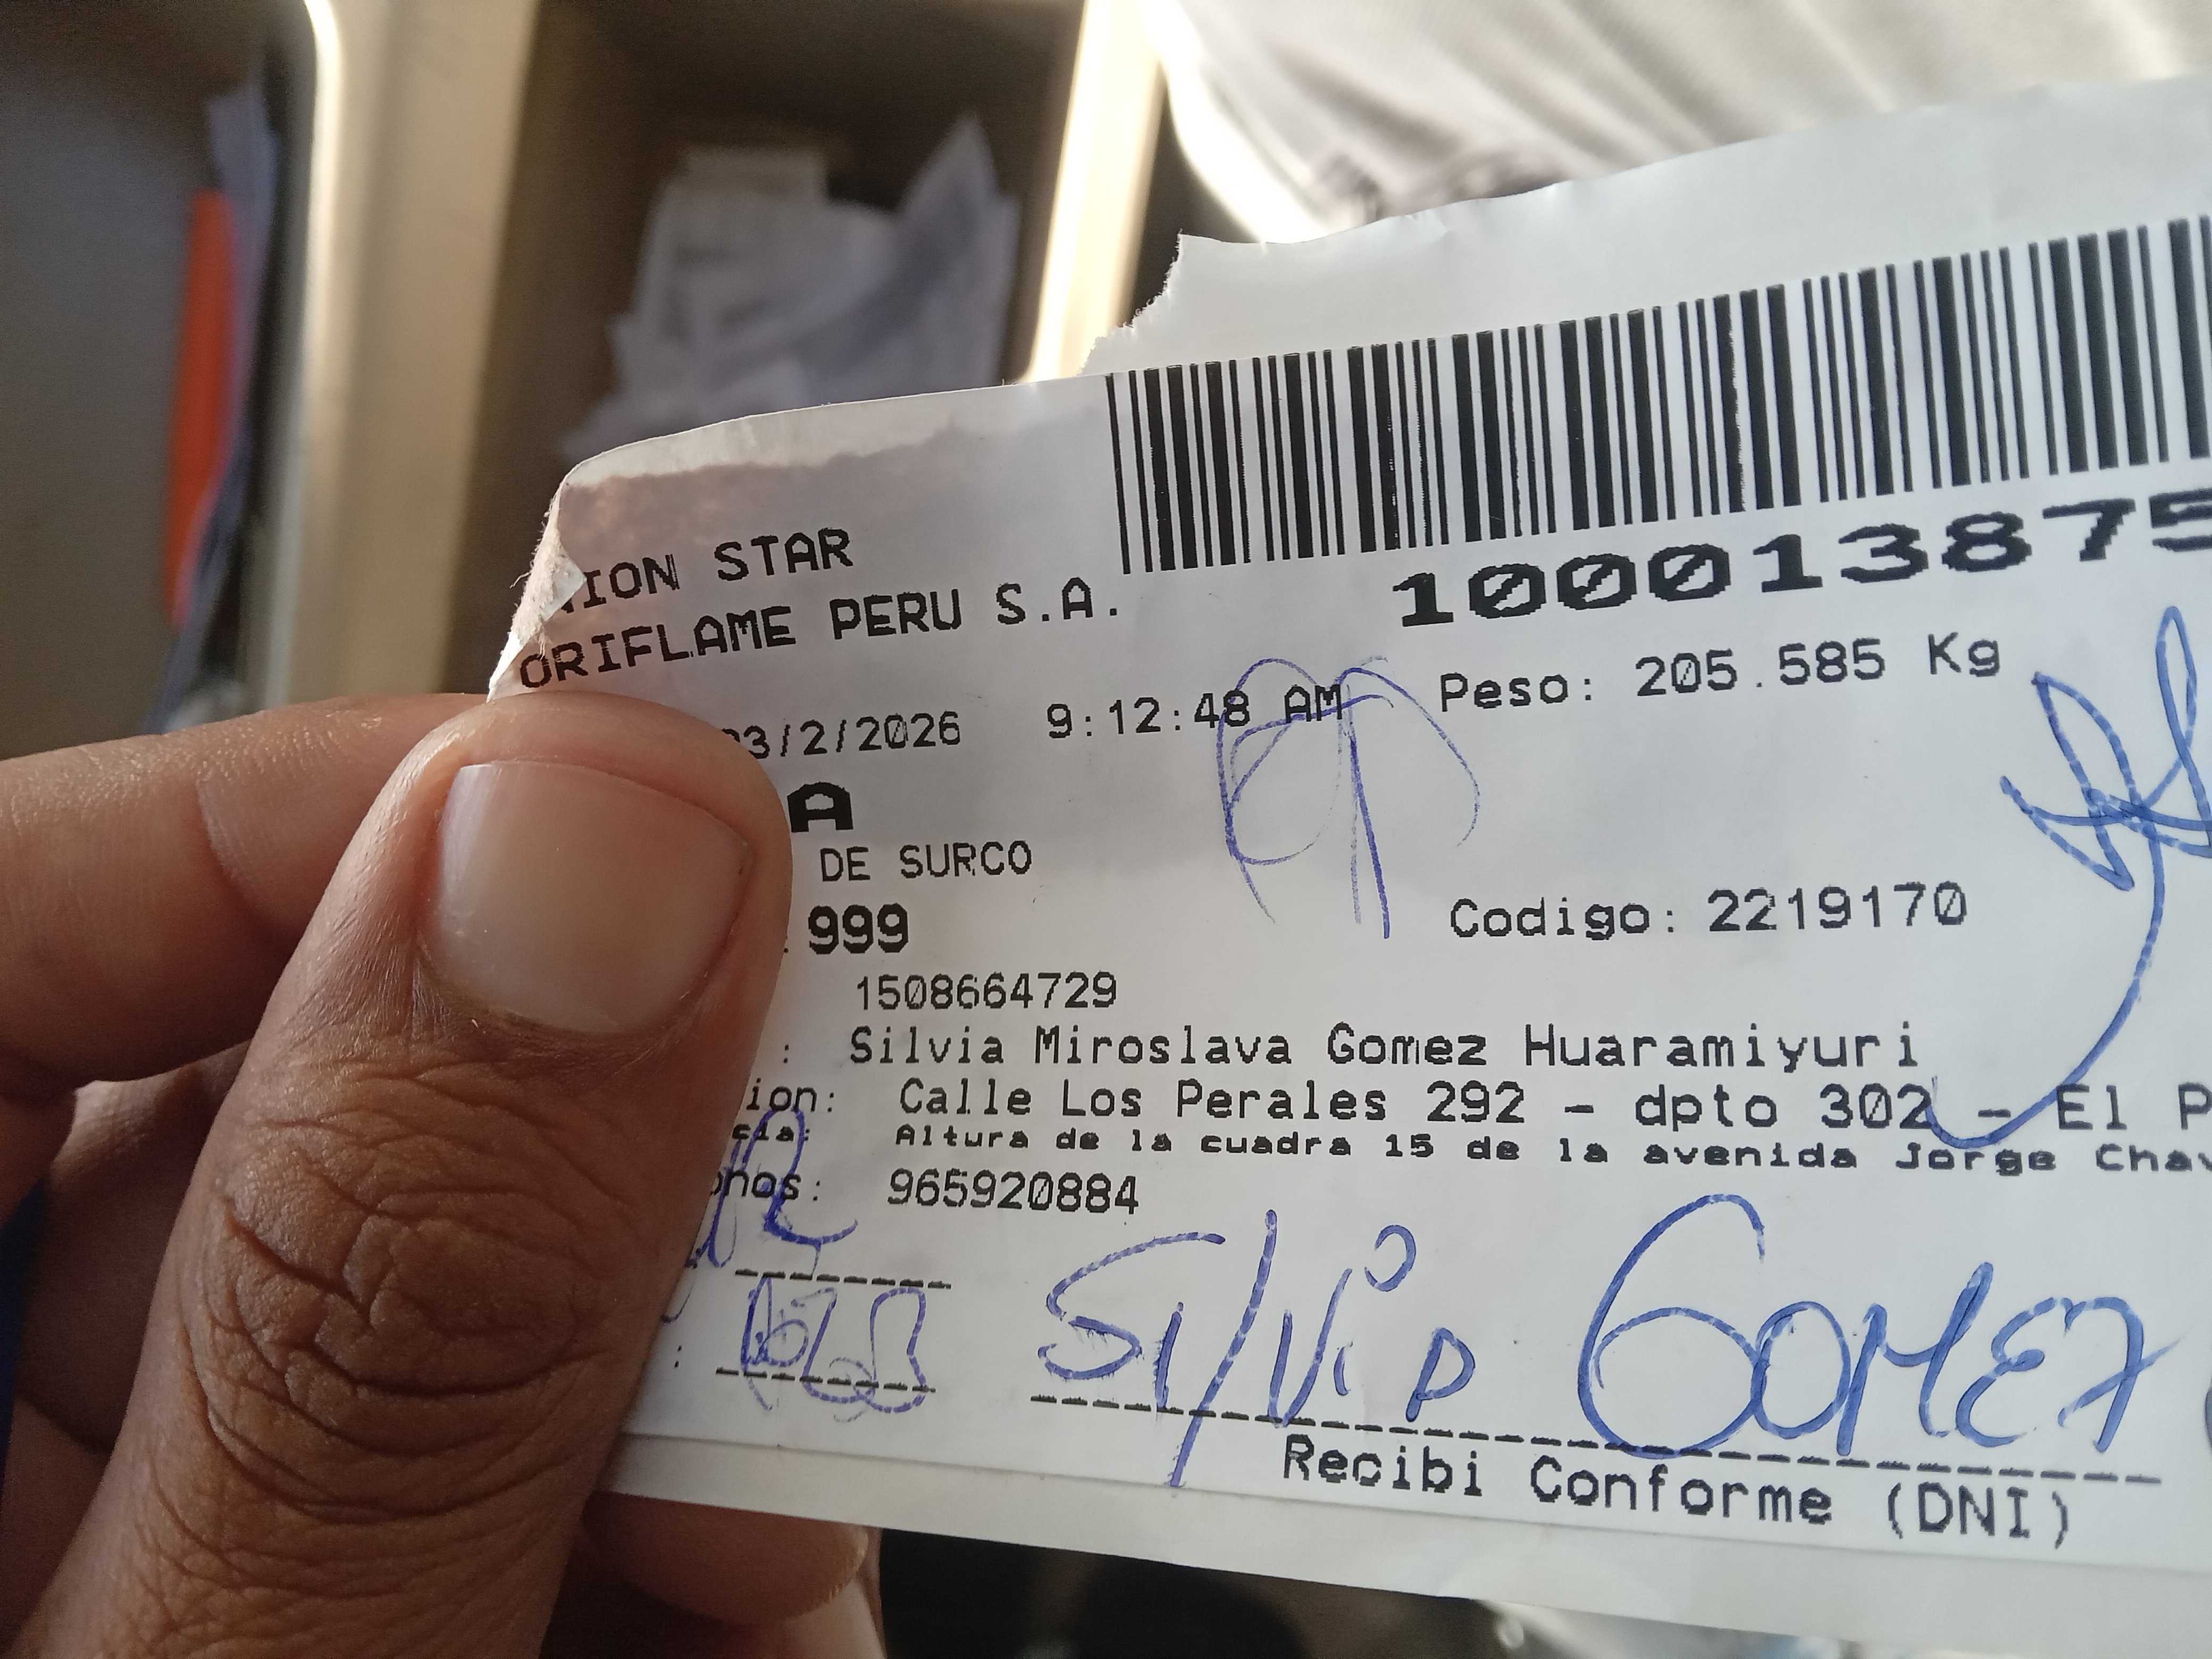 ION STAR
ORIFLAME PERU S.A.
100013875
3/2/2026 9:12:48 AM
Peso: 205.585 Kg
A
DE SURCO
999
Codigo: 2219170
1508664729
: Silvia Miroslava Gomez Huaramiyuri
ion: Calle Los Perales 292 - dpto 302 - El P
cia: Altura de la cuadra 15 de la avenida Jorge Chav
onos: 965920884
Silvia GOMEZ
Recibi Conforme (DNI)